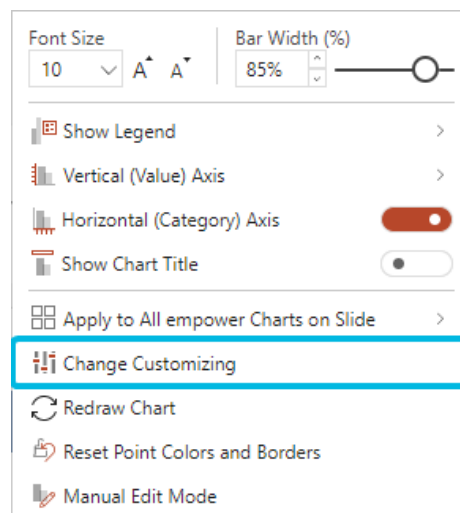 Font Size Bar Width (%)
10 A A 85%
Show Legend
Vertical (Value) Axis
Horizontal (Category) Axis
Show Chart Title
Apply to All empower Charts on Slide
Change Customizing
Redraw Chart
Reset Point Colors and Borders
Manual Edit Mode